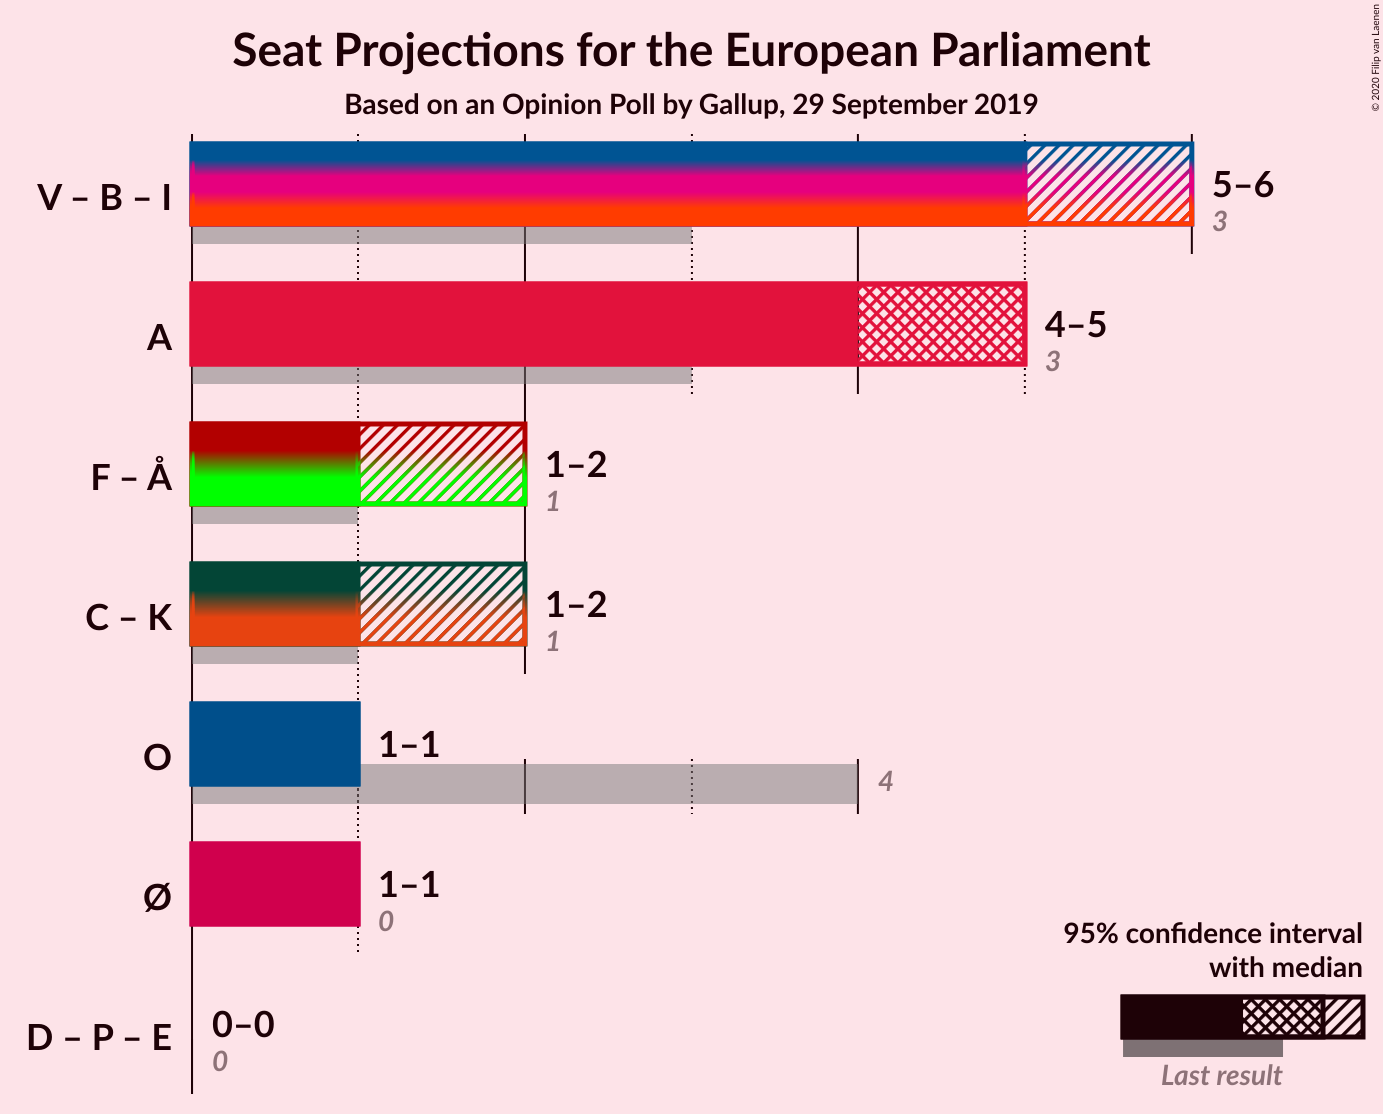 Seat Projections for the European Parliament
Based on an Opinion Poll by Gallup, 29 September 2019
© 2020 Filip van Laenen
V – B – I
5–6
3
A
4–5
3
F – Å
1–2
1
C – K
1–2
1
O
1–1
4
Ø
1–1
0
D – P – E
0–0
0
95% confidence interval
with median
Last result